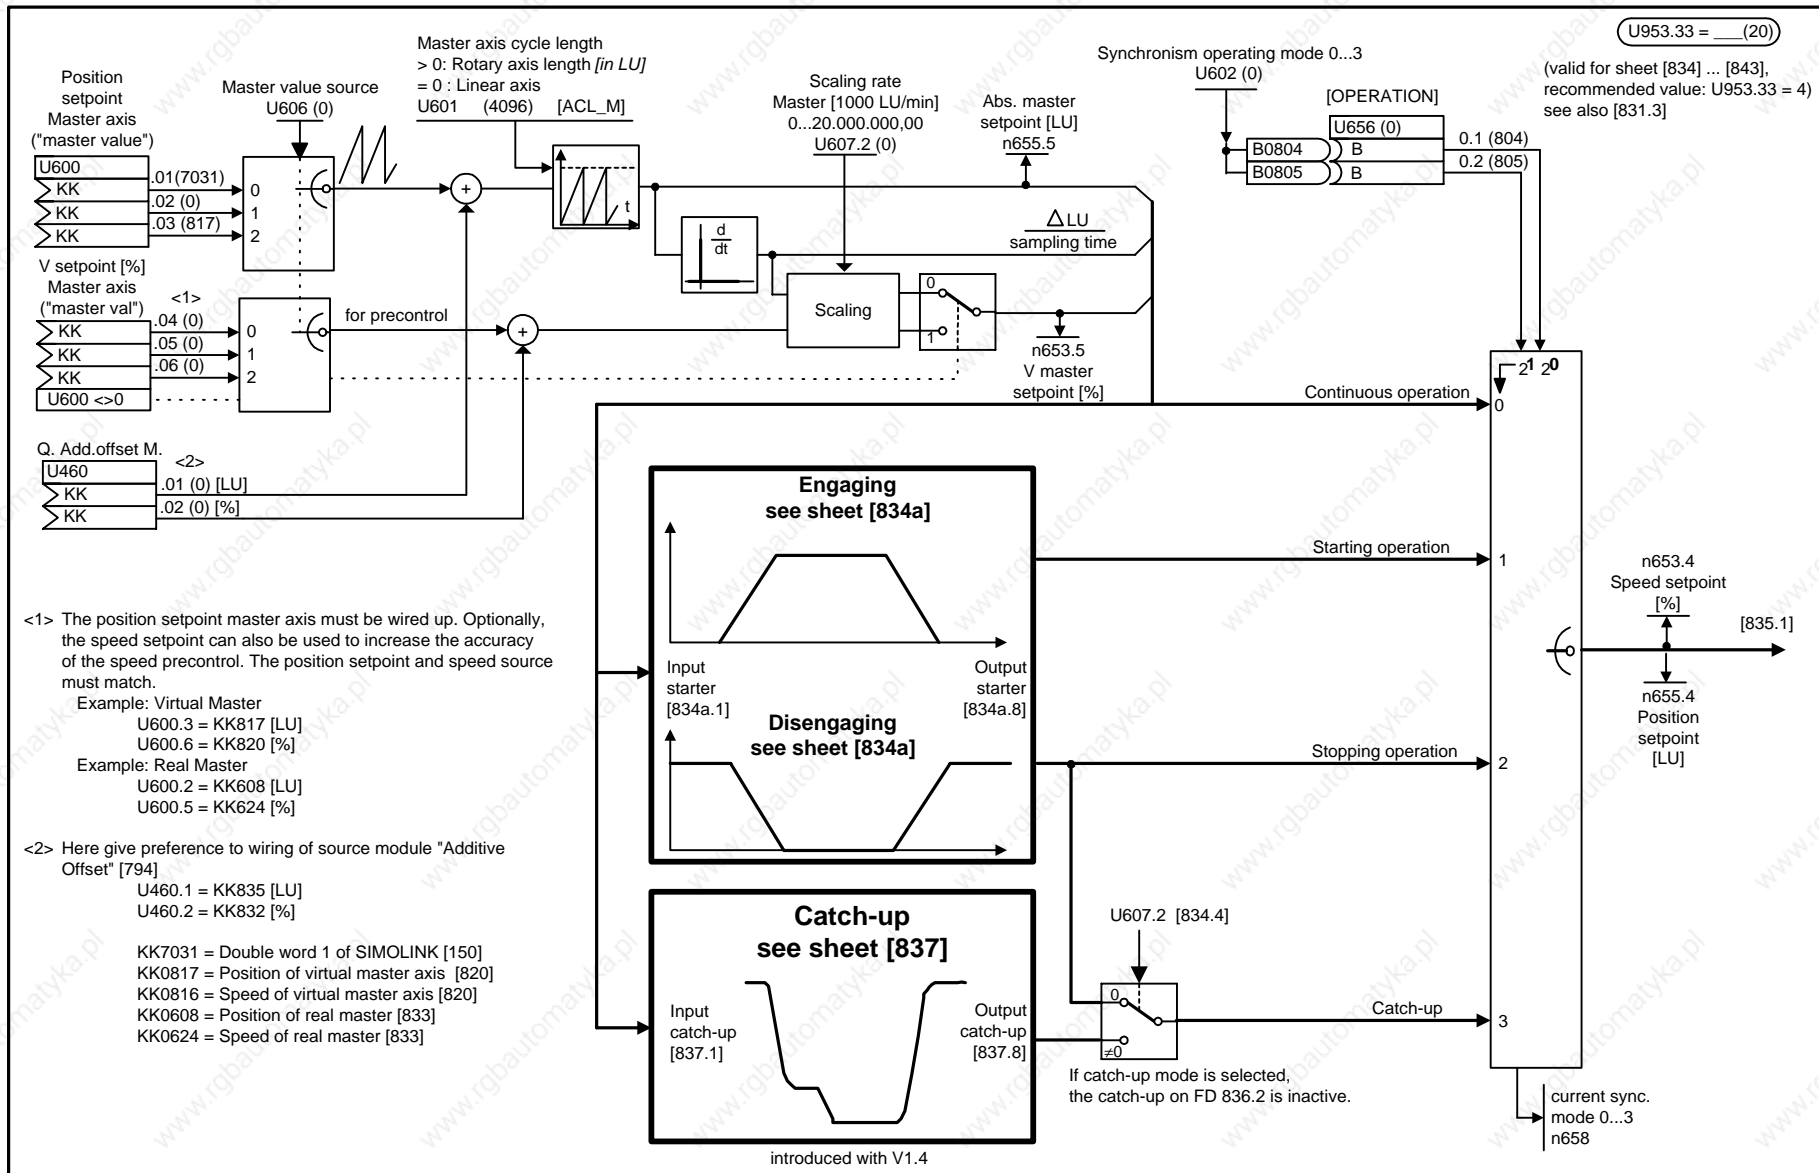 U953.33 = ___(20)
(valid for sheet [834] ... [843],
recommended value: U953.33 = 4)
see also [831.3]
Position
setpoint
Master axis
("master value")
U600
KK
.01(7031)
KK
.02 (0)
KK
.03 (817)
0
1
2
Master value source
U606 (0)
Master axis cycle length
> 0: Rotary axis length [in LU]
= 0 : Linear axis
U601 (4096) [ACL_M]
+
t
d
dt
Scaling rate
Master [1000 LU/min]
0...20.000.000,00
U607.2 (0)
Abs. master
setpoint [LU]
n655.5
Synchronism operating mode 0...3
U602 (0)
[OPERATION]
U656 (0)
B0804
B
0.1 (804)
B0805
B
0.2 (805)
△LU
sampling time
V setpoint [%]
Master axis
("master val")
<1>
KK
.04 (0)
KK
.05 (0)
KK
.06 (0)
U600 <>0
0
1
2
for precontrol
+
Scaling
0
1
n653.5
V master
setpoint [%]
Q. Add.offset M.
<2>
U460
KK
.01 (0) [LU]
KK
.02 (0) [%]
Continuous operation
2¹ 2⁰
0
Engaging
see sheet [834a]
Input
starter
[834a.1]
Output
starter
[834a.8]
Disengaging
see sheet [834a]
Starting operation
1
Stopping operation
2
n653.4
Speed setpoint
[%]
[835.1]
n655.4
Position
setpoint
[LU]
<1> The position setpoint master axis must be wired up. Optionally,
the speed setpoint can also be used to increase the accuracy
of the speed precontrol. The position setpoint and speed source
must match.
Example: Virtual Master
U600.3 = KK817 [LU]
U600.6 = KK820 [%]
Example: Real Master
U600.2 = KK608 [LU]
U600.5 = KK624 [%]
<2> Here give preference to wiring of source module "Additive
Offset" [794]
U460.1 = KK835 [LU]
U460.2 = KK832 [%]
KK7031 = Double word 1 of SIMOLINK [150]
KK0817 = Position of virtual master axis [820]
KK0816 = Speed of virtual master axis [820]
KK0608 = Position of real master [833]
KK0624 = Speed of real master [833]
Catch-up
see sheet [837]
Input
catch-up
[837.1]
Output
catch-up
[837.8]
introduced with V1.4
U607.2 [834.4]
0
≠0
Catch-up
3
If catch-up mode is selected,
the catch-up on FD 836.2 is inactive.
current sync.
mode 0...3
n658
www.rgbautomatyka.pl